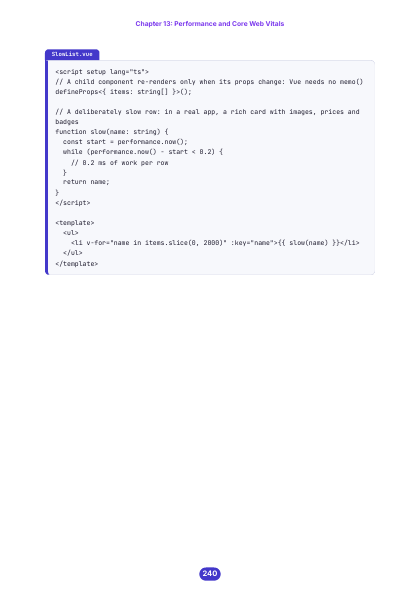 Chapter 13: Performance and Core Web Vitals
SlowList.vue
<script setup lang="ts">
// A child component re-renders only when its props change: Vue needs no memo()
defineProps<{ items: string[] }>();

// A deliberately slow row: in a real app, a rich card with images, prices and
badges
function slow(name: string) {
  const start = performance.now();
  while (performance.now() - start < 0.2) {
    // 0.2 ms of work per row
  }
  return name;
}
</script>

<template>
  <ul>
    <li v-for="name in items.slice(0, 2000)" :key="name">{{ slow(name) }}</li>
  </ul>
</template>
240